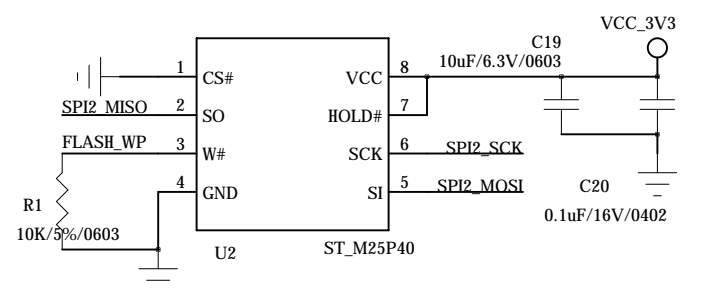 VCC_3V3
C19
10uF/6.3V/0603
1 CS# VCC 8
SPI2_MISO 2 SO HOLD# 7
FLASH_WP 3 W# SCK 6 SPI2_SCK
4 GND SI 5 SPI2_MOSI
R1
10K/5%/0603
C20
0.1uF/16V/0402
U2 ST_M25P40